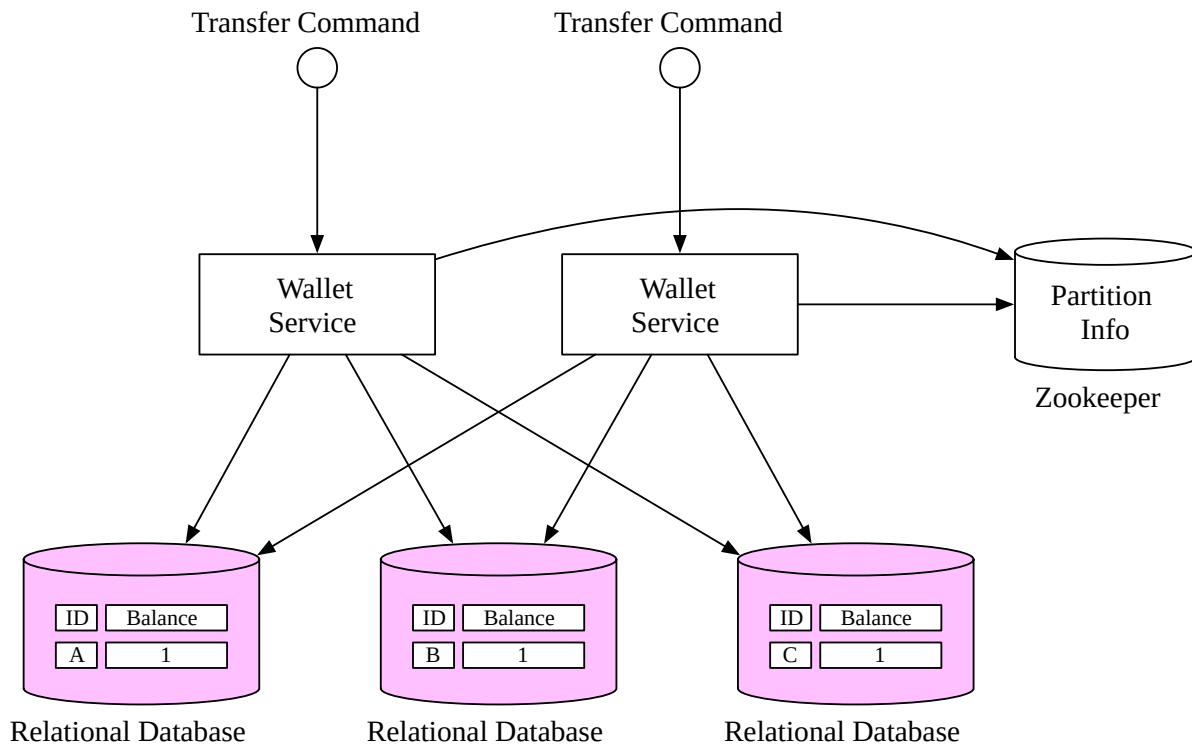 Transfer Command
Transfer Command
Wallet
Service
Wallet
Service
Partition
Info
Zookeeper
ID Balance
A 1
Relational Database
ID Balance
B 1
Relational Database
ID Balance
C 1
Relational Database